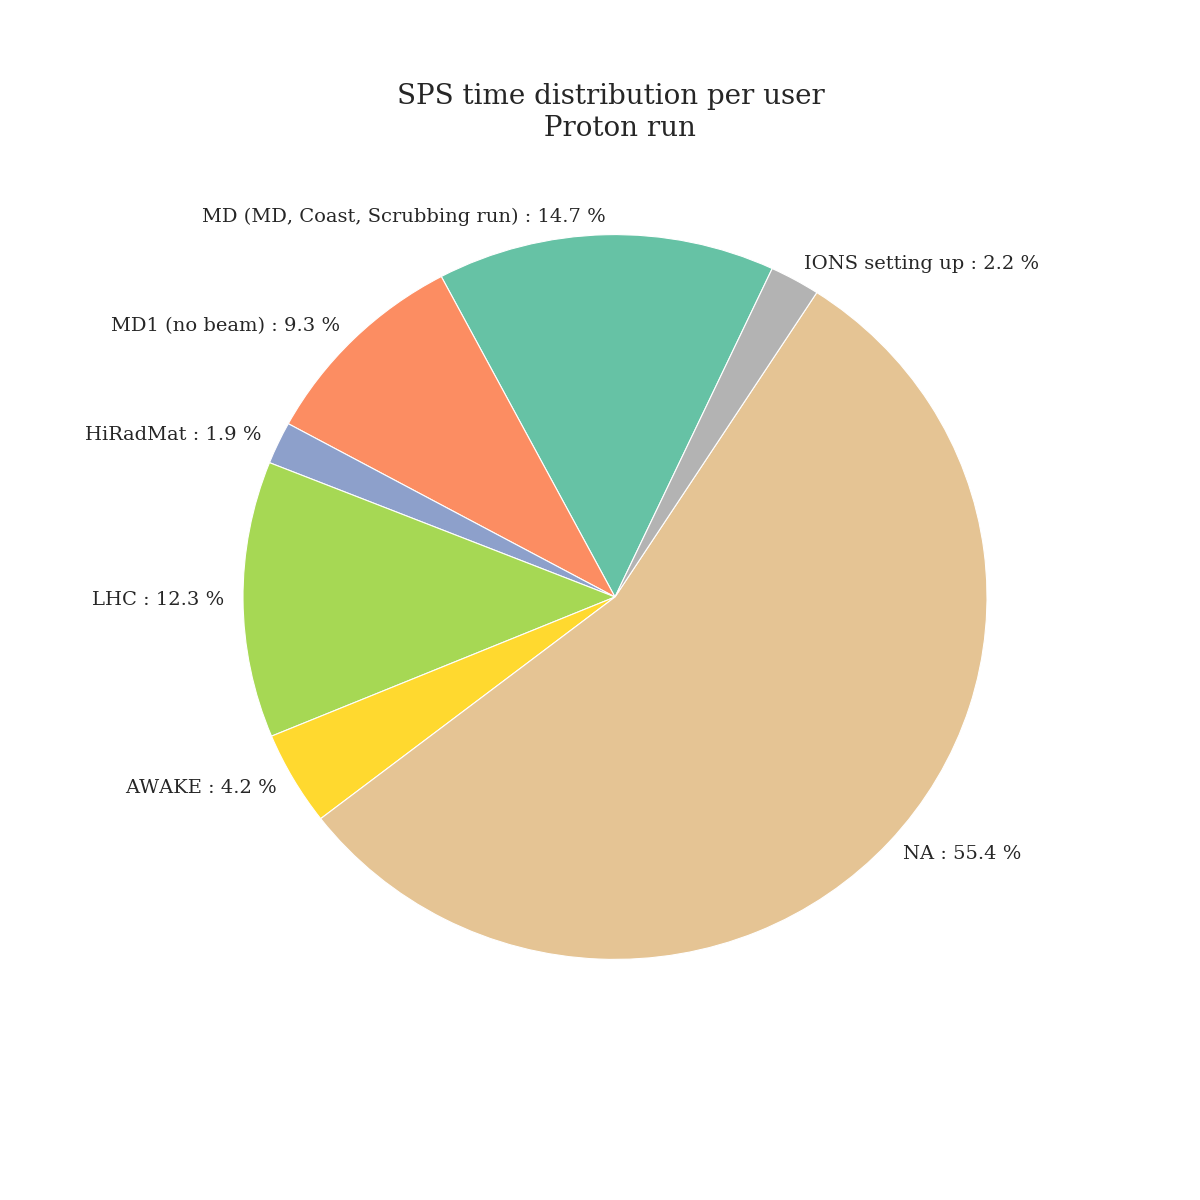 SPS time distribution per user
Proton run
MD (MD, Coast, Scrubbing run) : 14.7 %
IONS setting up : 2.2 %
MD1 (no beam) : 9.3 %
HiRadMat : 1.9 %
LHC : 12.3 %
AWAKE : 4.2 %
NA : 55.4 %